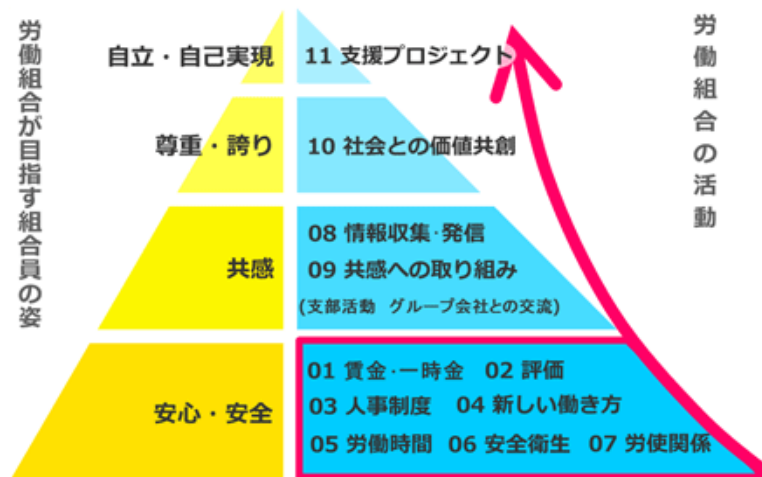 労働組合が目指す組合員の姿
労働組合の活動
自立・自己実現
11 支援プロジェクト
尊重・誇り
10 社会との価値共創
共感
08 情報収集·発信
09 共感への取り組み
(支部活動 グループ会社との交流)
安心・安全
01 賃金·一時金 02 評価
03 人事制度 04 新しい働き方
05 労働時間 06 安全衛生 07 労使関係